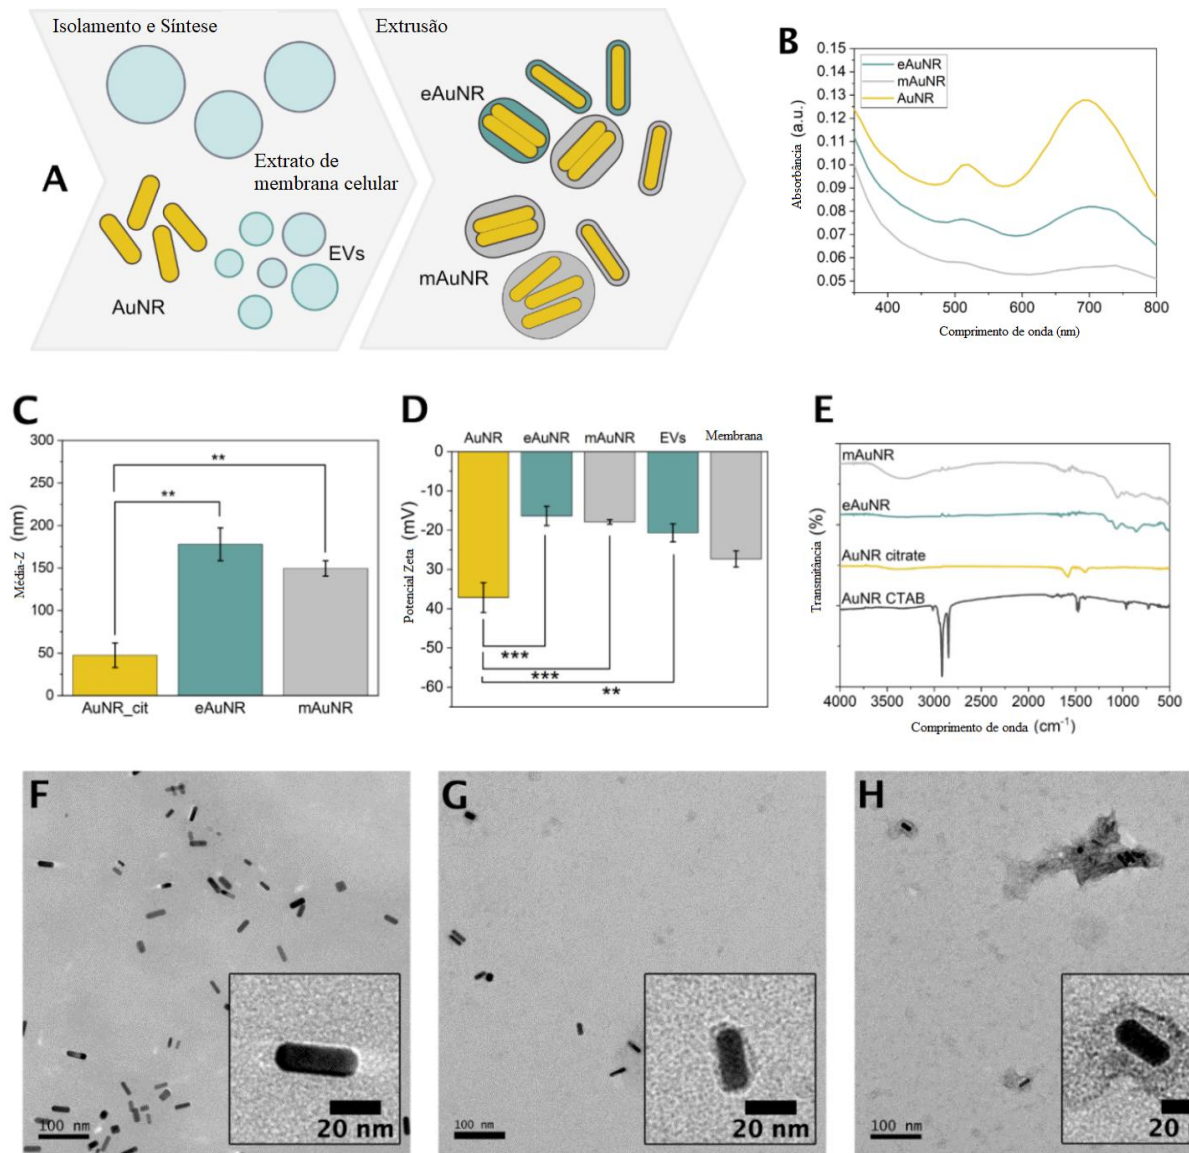 A
Isolamento e Síntese
Extrato de
membrana celular
AuNR
EVs
Extrusão
eAuNR
mAuNR
B
0.15
0.14
0.13
0.12
0.11
0.10
0.09
0.08
0.07
0.06
0.05
Absorbância (a.u.)
eAuNR
mAuNR
AuNR
400
500
600
700
800
Comprimento de onda (nm)
C
300
250
200
150
100
50
0
Média-Z (nm)
**
**
AuNR_cit
eAuNR
mAuNR
D
AuNR
eAuNR
mAuNR
EVs
Membrana
0
-10
-20
30
40
-50
-60
Potencial Zeta (mV)
***
***
**
E
mAuNR
eAuNR
AuNR citrate
AuNR CTAB
Transmitância (%)
4000
3500
3000
2500
2000
1500
1000
500
Comprimento de onda (cm⁻¹)
F
100 nm
20 nm
G
100 nm
20 nm
H
100 nm
20 n